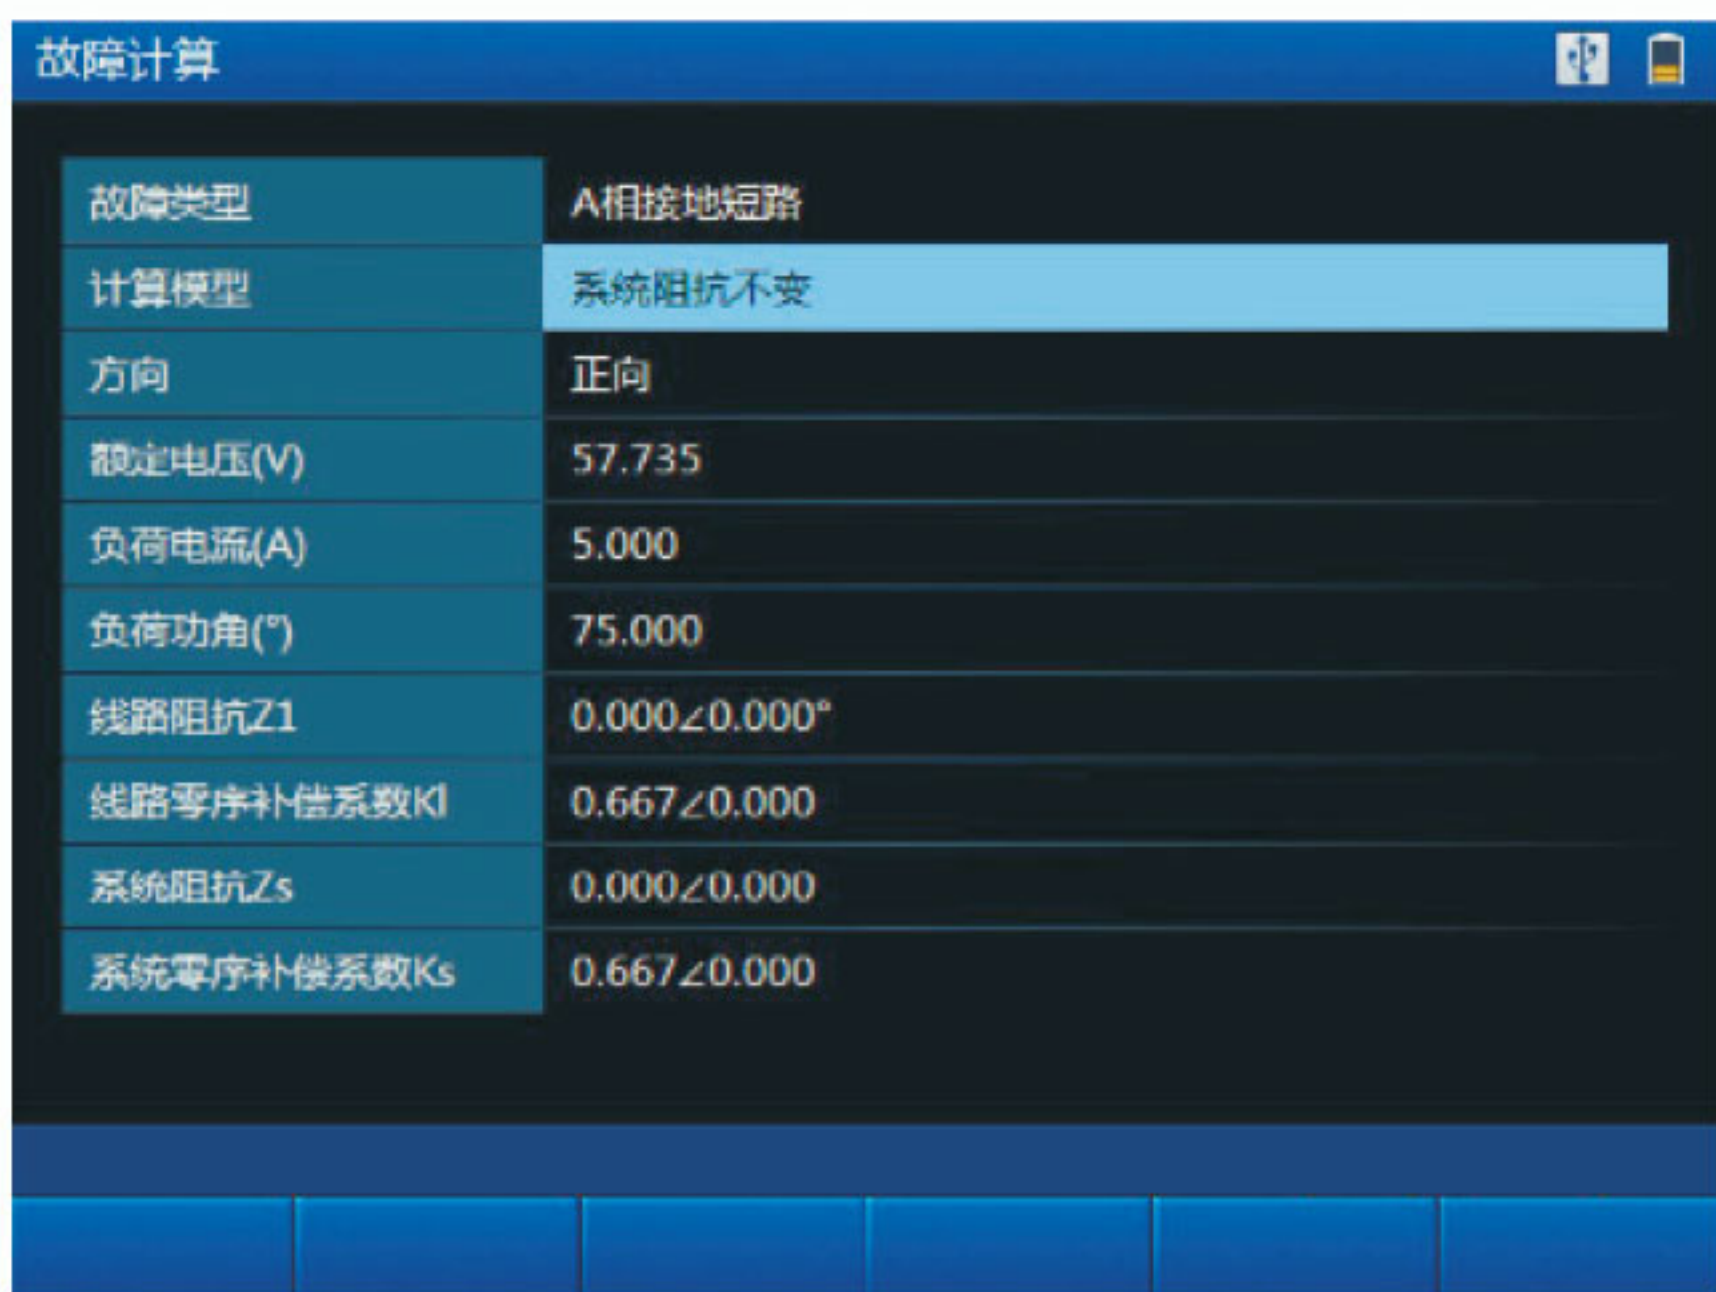 故障计算
故障类型 A相接地短路
计算模型 系统阻抗不变
方向 正向
额定电压(V) 57.735
负荷电流(A) 5.000
负荷功角(°) 75.000
线路阻抗Z1 0.000∠0.000°
线路零序补偿系数Kl 0.667∠0.000
系统阻抗Zs 0.000∠0.000
系统零序补偿系数Ks 0.667∠0.000